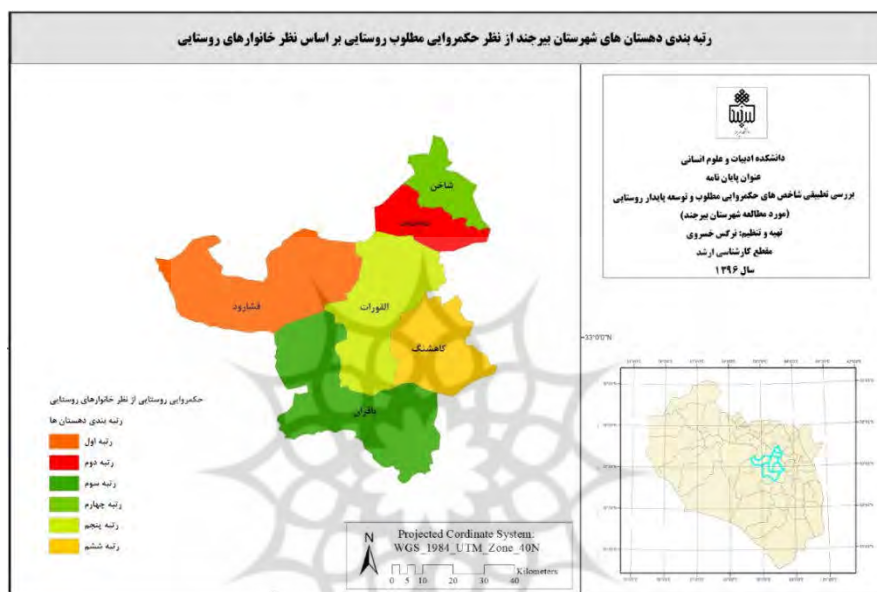 رتبه بندی دهستان های شهرستان بیرجند از نظر حکمروایی مطلوب روستایی بر اساس نظر خانوارهای روستایی
دانشکده ادبیات و علوم انسانی
عنوان پایان نامه
بررسی تطبیقی شاخص های حکمروایی مطلوب و توسعه پایدار روستایی
(مورد مطالعه شهرستان بیرجند)
تهیه و تنظیم: نرگس خسروی
مقطع کارشناسی ارشد
سال ۱۳۹۶
شاخن
فشارود
القورات
کاهشنگ
باقران
33°0'0"N
حکمروایی روستایی از نظر خانوارهای روستایی
رتبه بندی دهستان ها
رتبه اول
رتبه دوم
رتبه سوم
رتبه چهارم
رتبه پنجم
رتبه ششم
N
Projected Cordinate System:
WGS_1984_UTM_Zone_40N
Kilometers
0 5 10 20 30 40